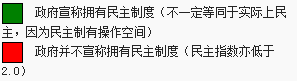 政府宣称拥有民主制度（不一定等同于实际上民
主，因为民主制有操作空间）
政府并不宣称拥有民主制度（民主指数亦低于
2.0）